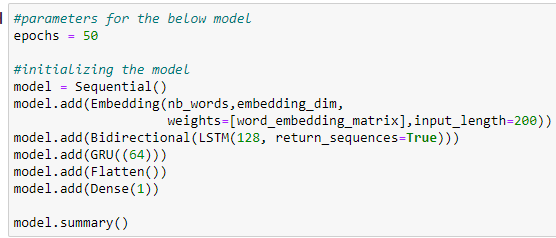 #parameters for the below model
epochs = 50
#initializing the model
model = Sequential()
model.add(Embedding(nb_words,embedding_dim,
weights=[word_embedding_matrix],input_length=200))
model.add(Bidirectional(LSTM(128, return_sequences=True)))
model.add(GRU((64)))
model.add(Flatten())
model.add(Dense(1))
model.summary()